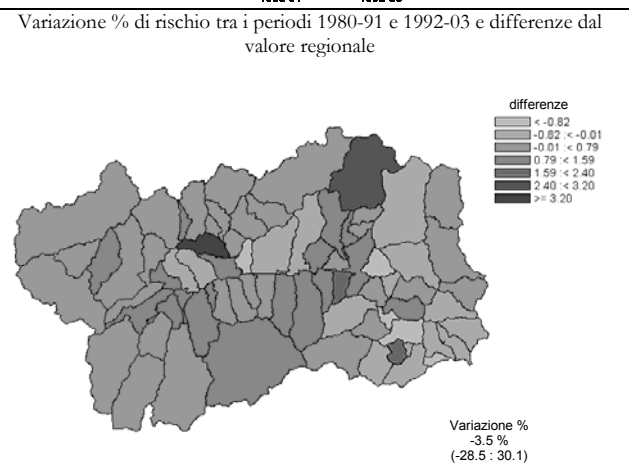 Variazione % di rischio tra i periodi 1980-91 e 1992-03 e differenze dal
valore regionale
differenze
< -0.82
-0.82 :< -0.01
-0.01 :< 0.79
0.79 :< 1.59
1.59 :< 2.40
2.40 :< 3.20
>= 3.20
Variazione %
-3.5 %
(-28.5 : 30.1)